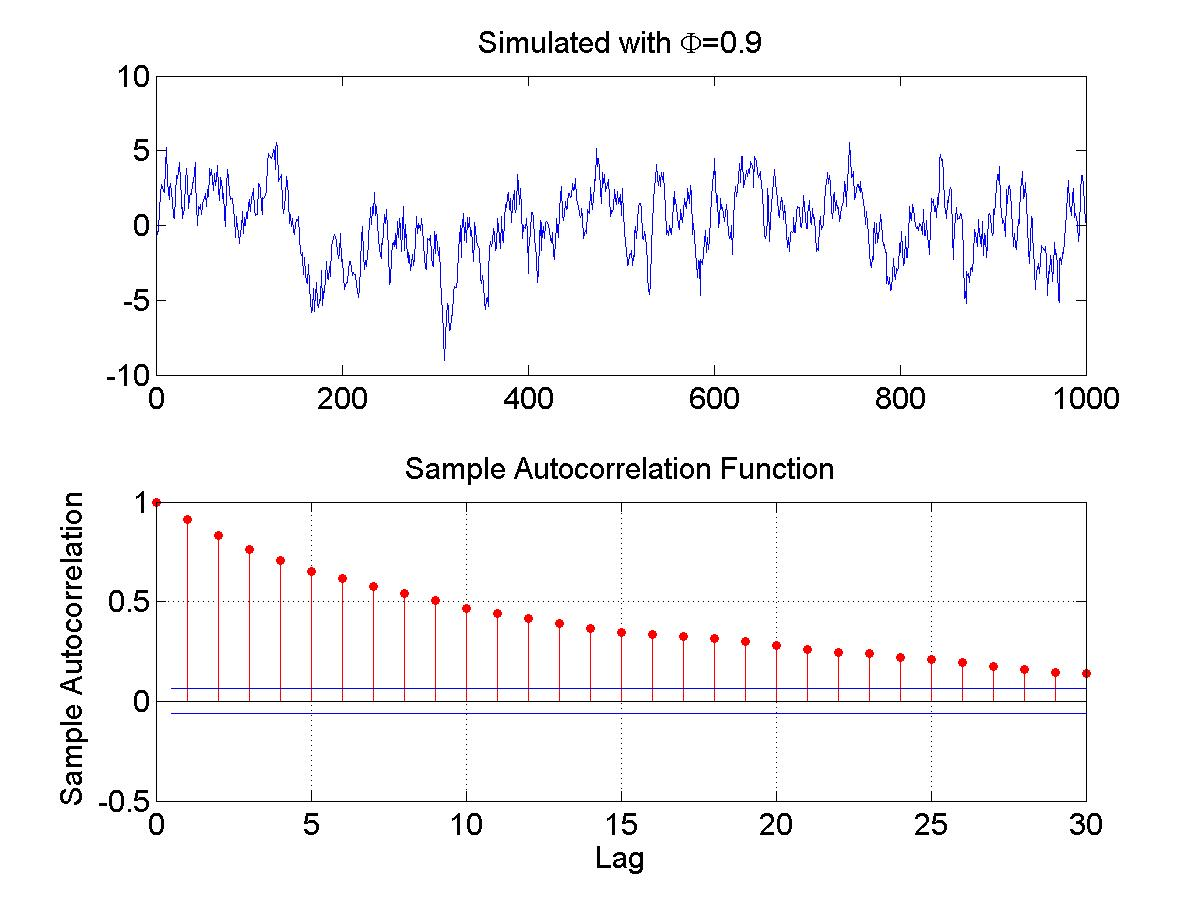 Simulated with Φ=0.9
10
5
0
-5
-10
0 200 400 600 800 1000
Sample Autocorrelation Function
Sample Autocorrelation
1
0.5
0
-0.5
0 5 10 15 20 25 30
Lag